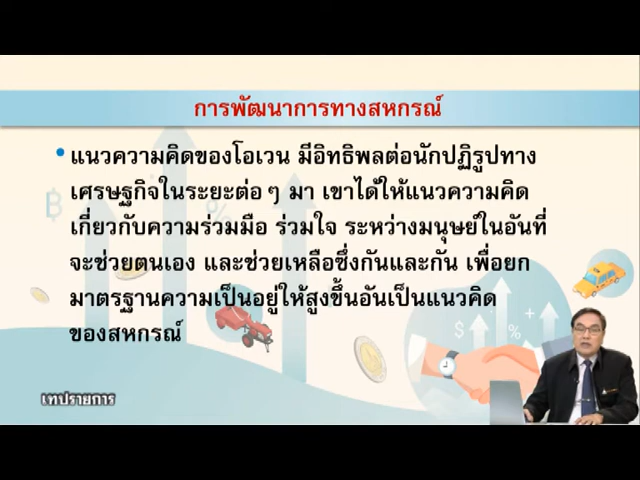 การพัฒนาการทางสหกรณ์
• แนวความคิดของโอเวน มีอิทธิพลต่อนักปฏิรูปทาง
เศรษฐกิจในระยะต่อๆ มา เขาได้ให้แนวความคิด
เกี่ยวกับความร่วมมือ ร่วมใจ ระหว่างมนุษย์ในอันที่
จะช่วยตนเอง และช่วยเหลือซึ่งกันและกัน เพื่อยก
มาตรฐานความเป็นอยู่ให้สูงขึ้นอันเป็นแนวคิด
ของสหกรณ์
เทปรายการ